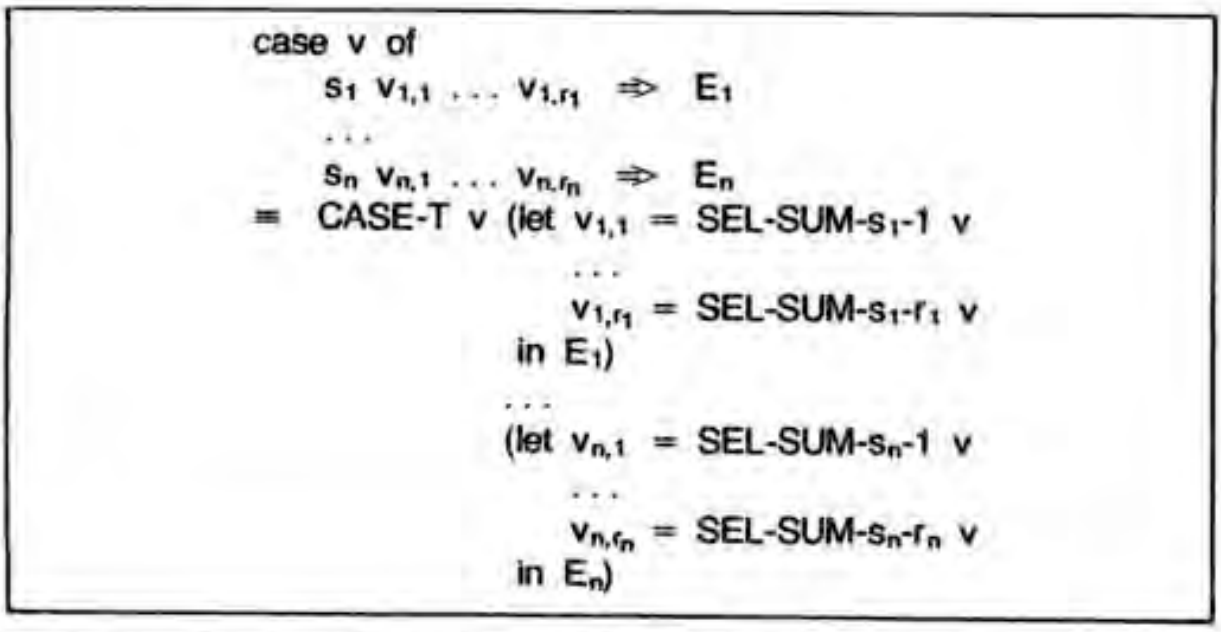 case v of
s₁ v₁,₁ . . . v₁,r₁ ⇒ E₁
. . .
sₙ vₙ,₁ . . . vₙ,rₙ ⇒ Eₙ
≡ CASE-T v (let v₁,₁ = SEL-SUM-s₁-1 v
. . .
v₁,r₁ = SEL-SUM-s₁-r₁ v
in E₁)
. . .
(let vₙ,₁ = SEL-SUM-sₙ-1 v
. . .
vₙ,rₙ = SEL-SUM-sₙ-rₙ v
in Eₙ)